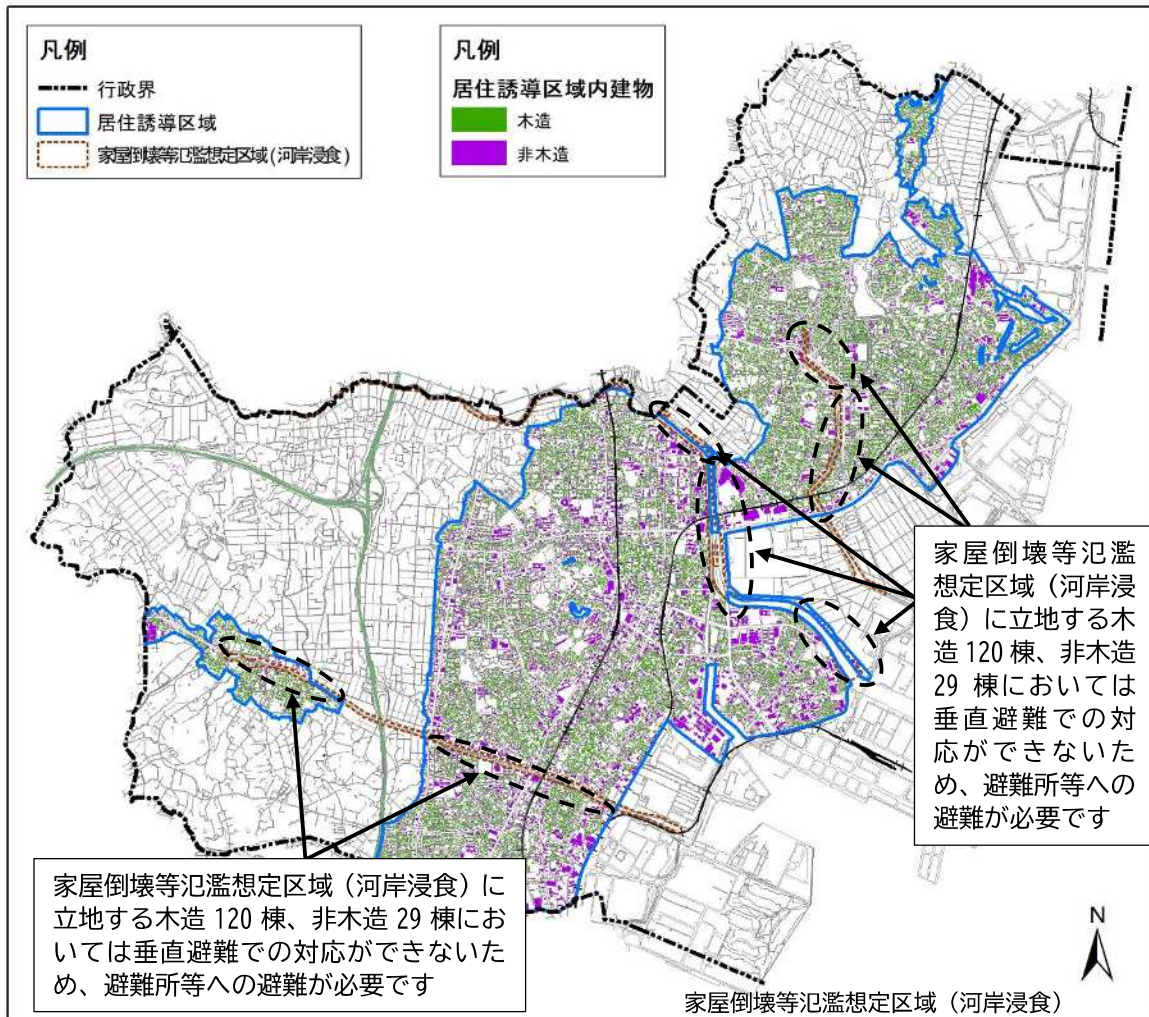 凡例
行政界
居住誘導区域
家屋倒壊等氾濫想定区域(河岸浸食)
凡例
居住誘導区域内建物
木造
非木造
家屋倒壊等氾濫
想定区域（河岸浸
食）に立地する木
造 120 棟、非木造
29 棟においては
垂直避難での対
応ができないた
め、避難所等への
避難が必要です
家屋倒壊等氾濫想定区域（河岸浸食）に
立地する木造 120 棟、非木造 29 棟にお
いては垂直避難での対応ができないた
め、避難所等への避難が必要です
N
家屋倒壊等氾濫想定区域（河岸浸食）